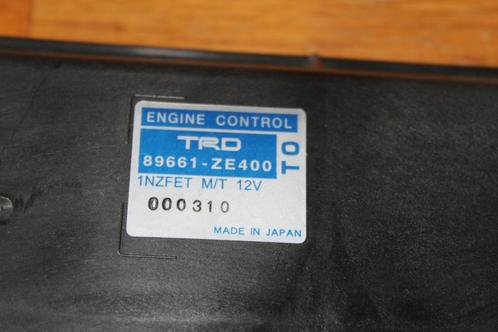 ENGINE CONTROL
TRD
89661-ZE400
TO
1NZFET M/T 12V
000310
MADE IN JAPAN